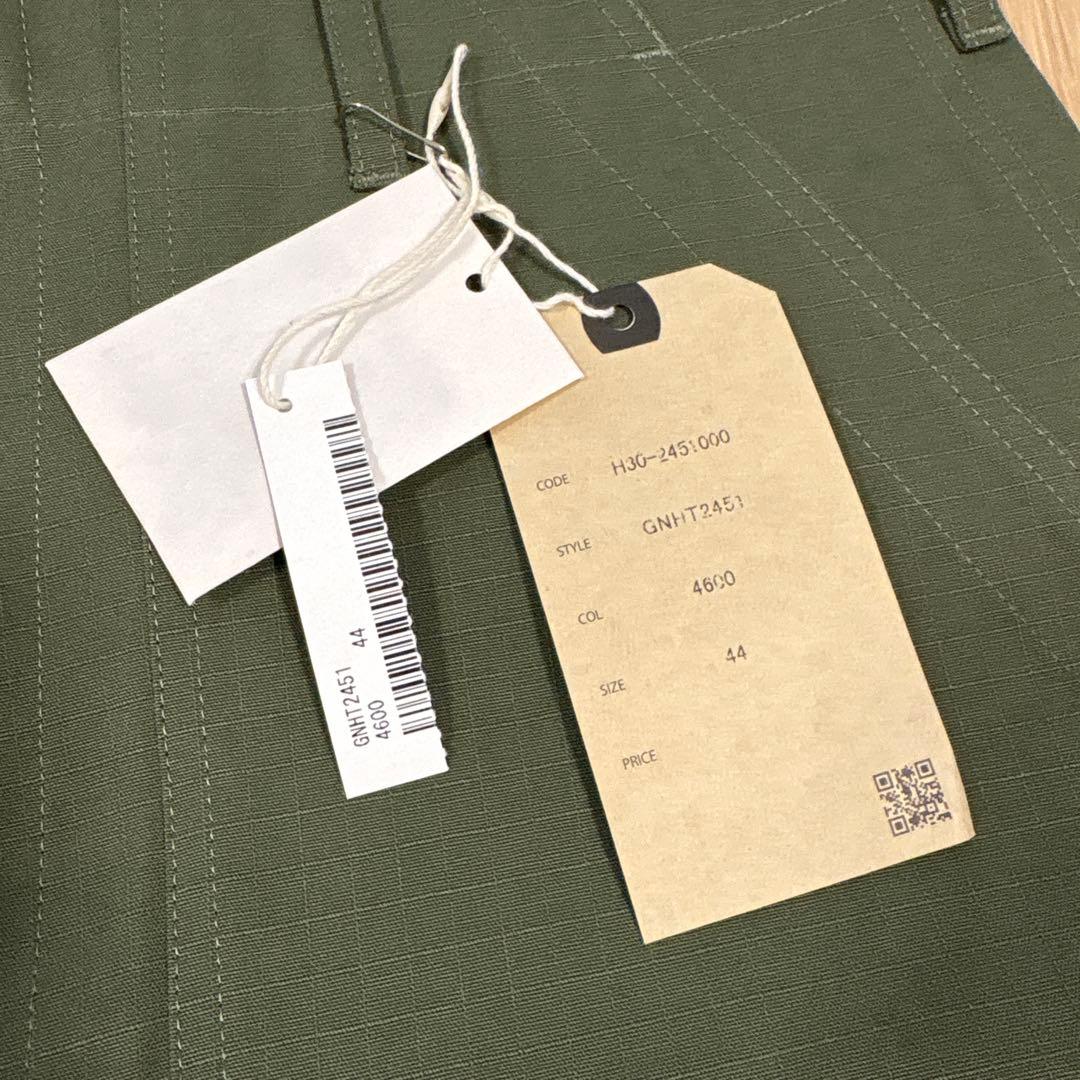 CODE H30-2451000
STYLE GNHT2451
COL 4600
SIZE 44
PRICE
GNHT2451 44
4600